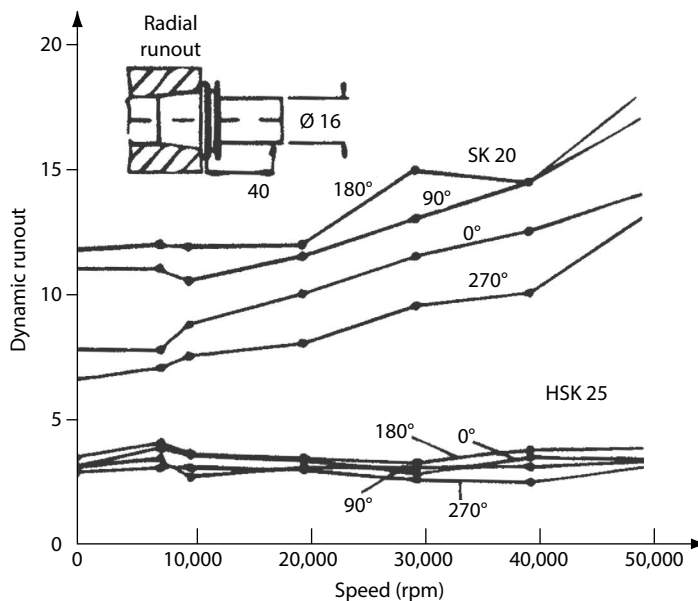 20
Radial
runout
Ø 16
40
SK 20
180°
90°
0°
270°
15
10
5
0
Dynamic runout
HSK 25
180°
0°
90°
270°
0
10,000
20,000
30,000
40,000
50,000
Speed (rpm)